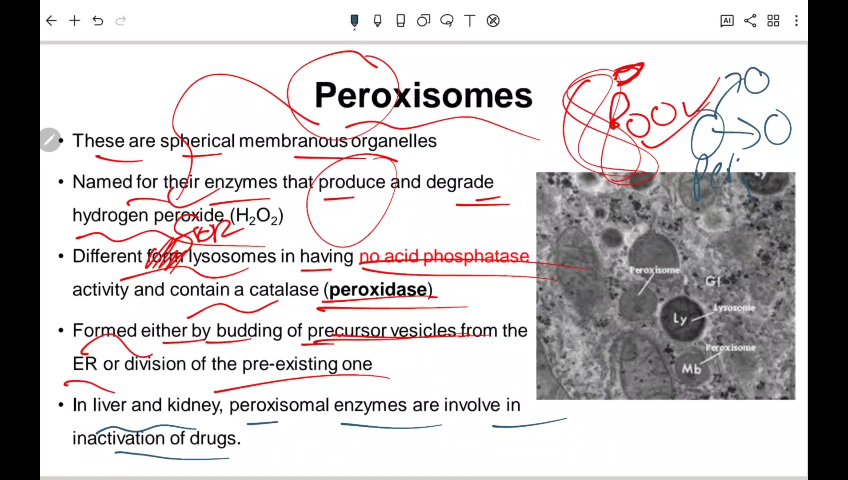 AI
Peroxisomes
• These are spherical membranous organelles
• Named for their enzymes that produce and degrade
hydrogen peroxide (H₂O₂)
• Different form lysosomes in having no acid phosphatase
activity and contain a catalase (peroxidase)
• Formed either by budding of precursor vesicles from the
ER or division of the pre-existing one
• In liver and kidney, peroxisomal enzymes are involve in
inactivation of drugs.
Peroxisome
Gl
Lysosome
Ly
Peroxisome
Mb
Ly